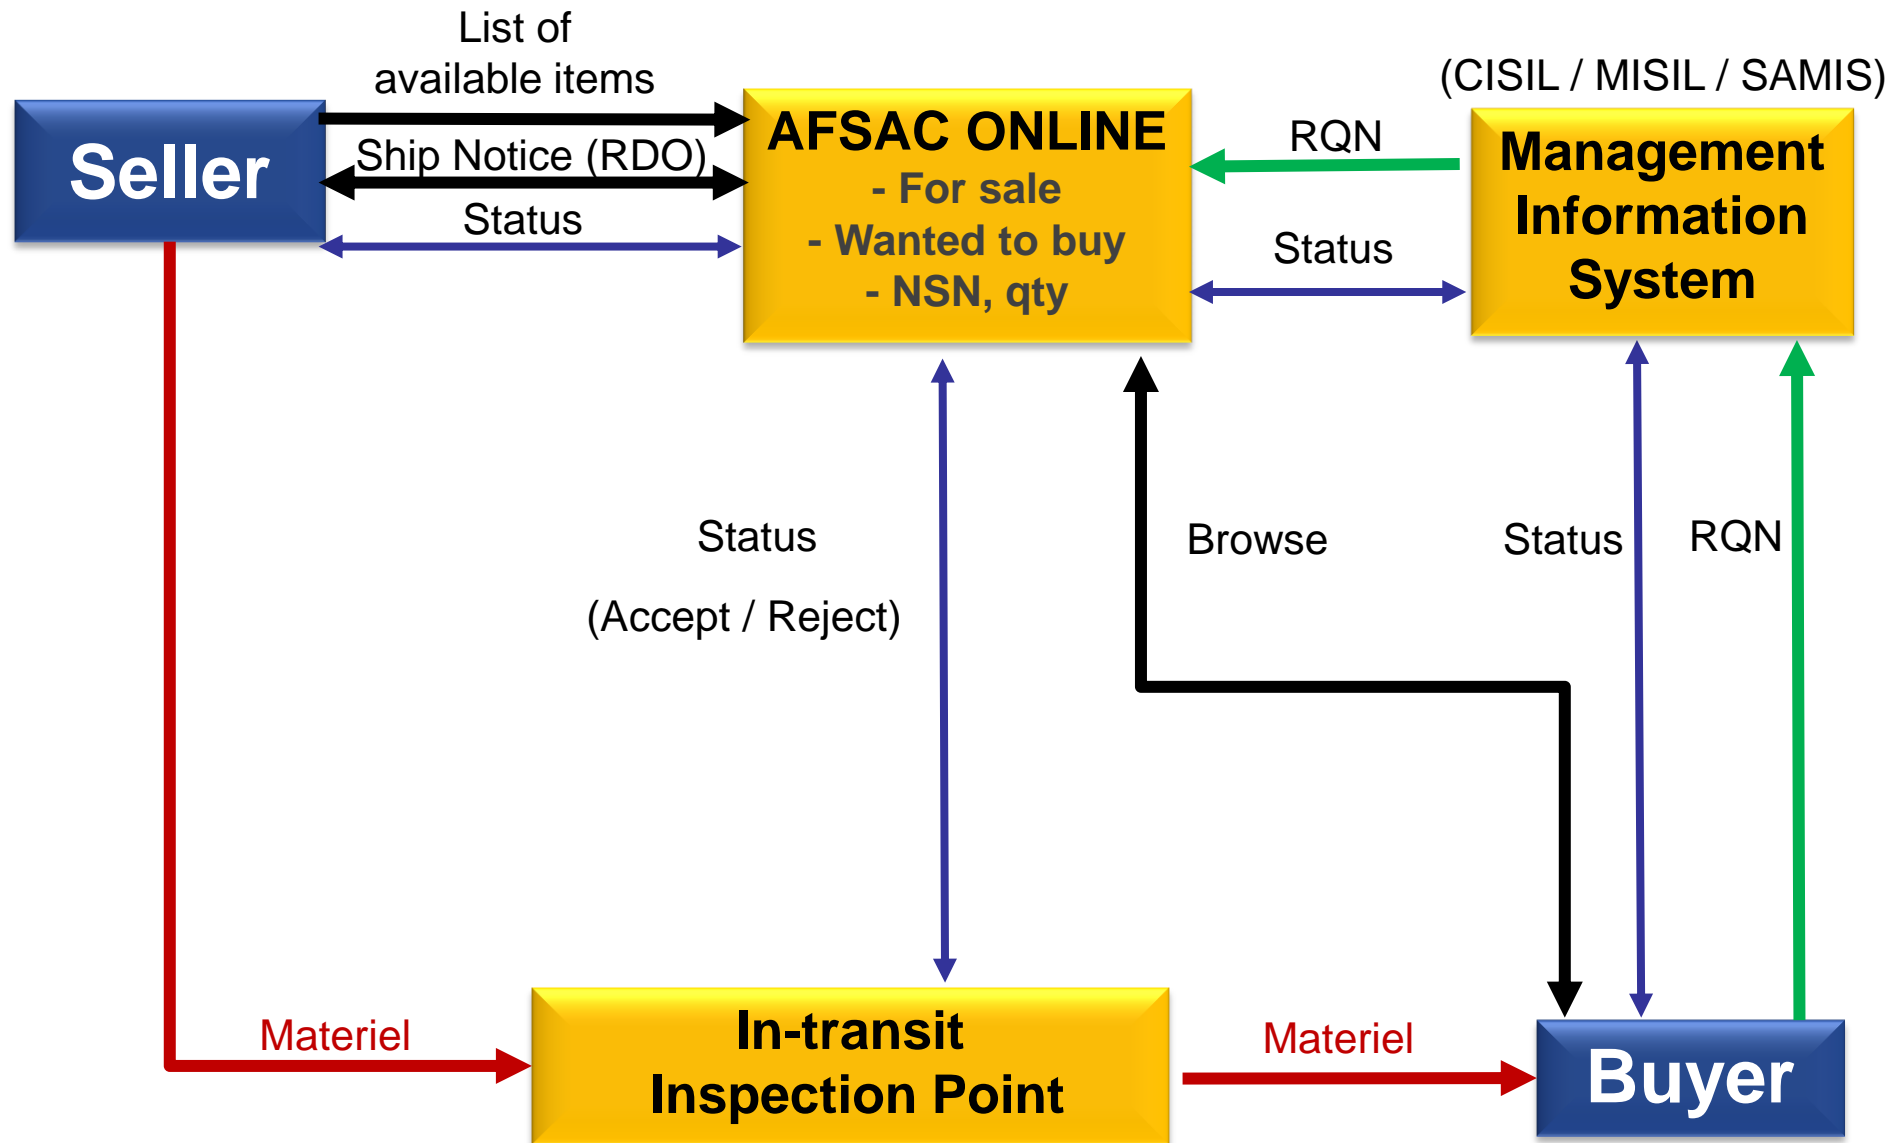 List of
available items
(CISIL / MISIL / SAMIS)
Seller
Ship Notice (RDO)
Status
AFSAC ONLINE
- For sale
- Wanted to buy
- NSN, qty
RQN
Status
Management
Information
System
Status
(Accept / Reject)
Browse
Status
RQN
Materiel
In-transit
Inspection Point
Materiel
Buyer